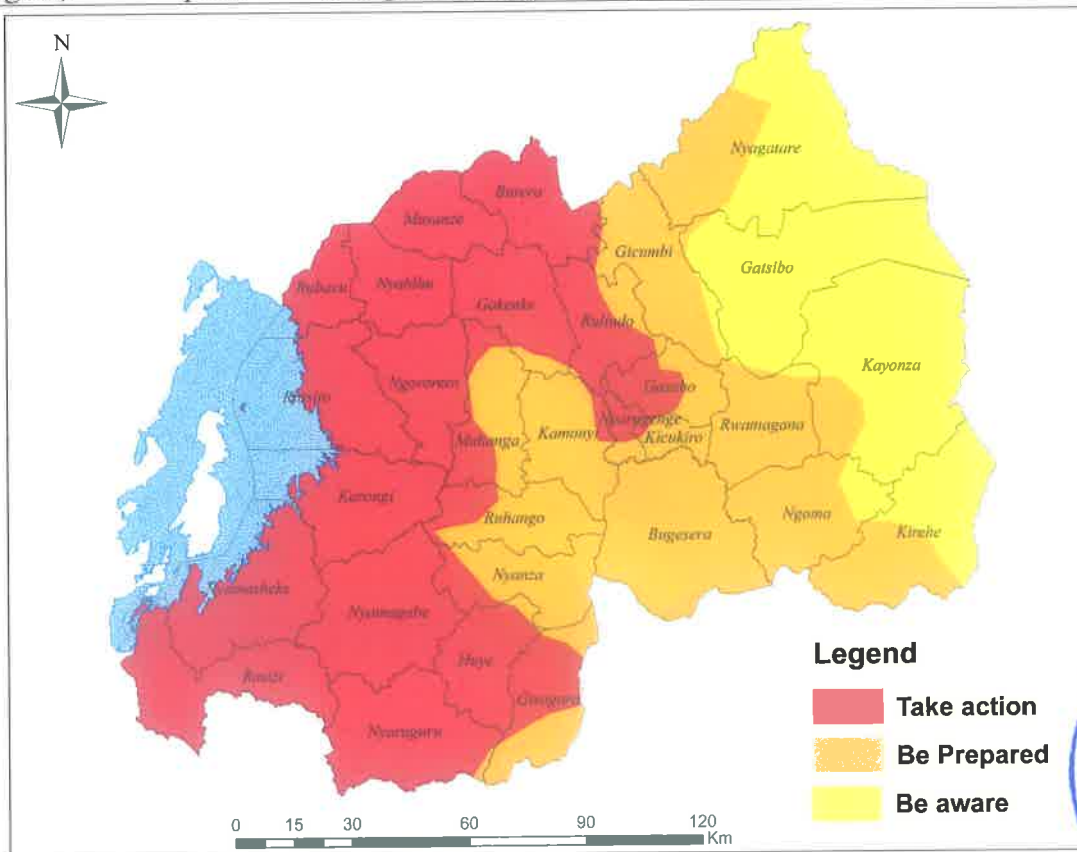 N
Nyagatare
Burera
Musanze
Gicumbi
Gatsibo
Rubavu
Nyabihu
Gakenke
Rulindo
Kayonza
Ngororero
Gasabo
Rutsiro
Nyarugenge
Rwamagana
Muhanga
Kamonyi
Kicukiro
Karongi
Ruhango
Bugesera
Ngoma
Kirehe
Nyanza
Nyamasheke
Nyamagabe
Huye
Rusizi
Gisagara
Nyaruguru
Legend
Take action
Be Prepared
Be aware
0 15 30 60 90 120
Km